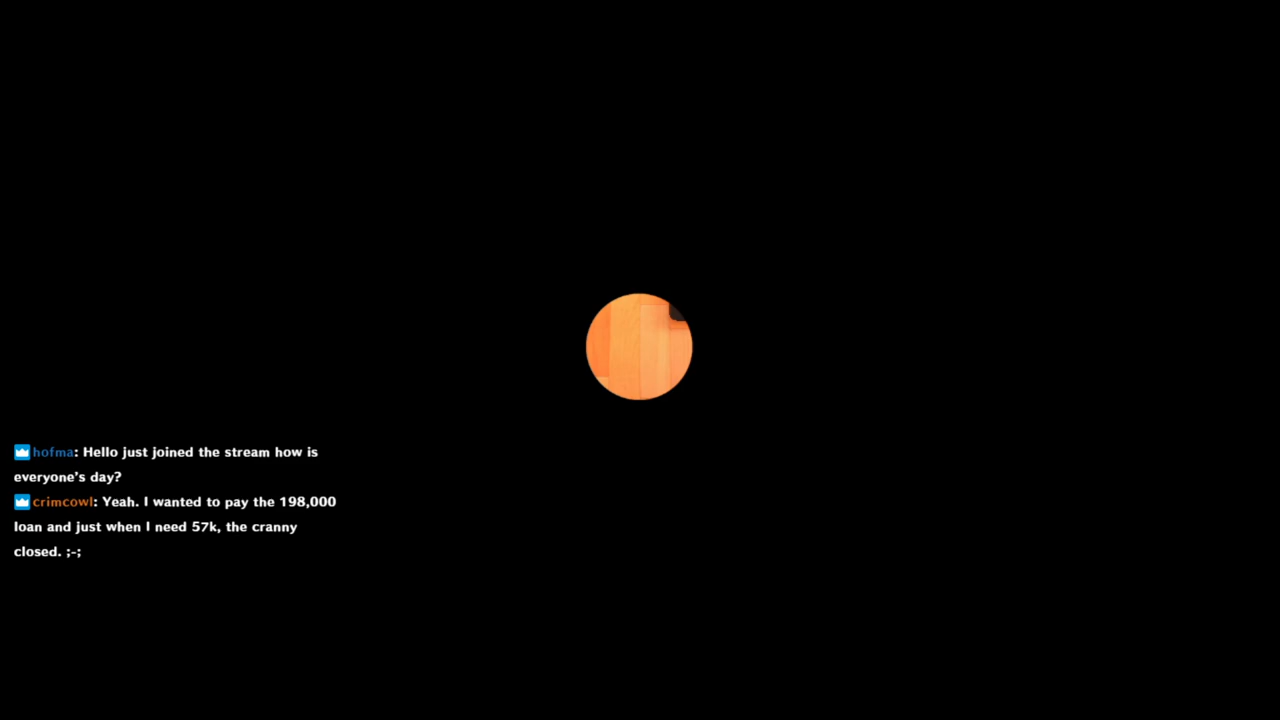 hofma: Hello just joined the stream how is
everyone's day?
crimcowl: Yeah. I wanted to pay the 198,000
loan and just when I need 57k, the cranny
closed. ;-;